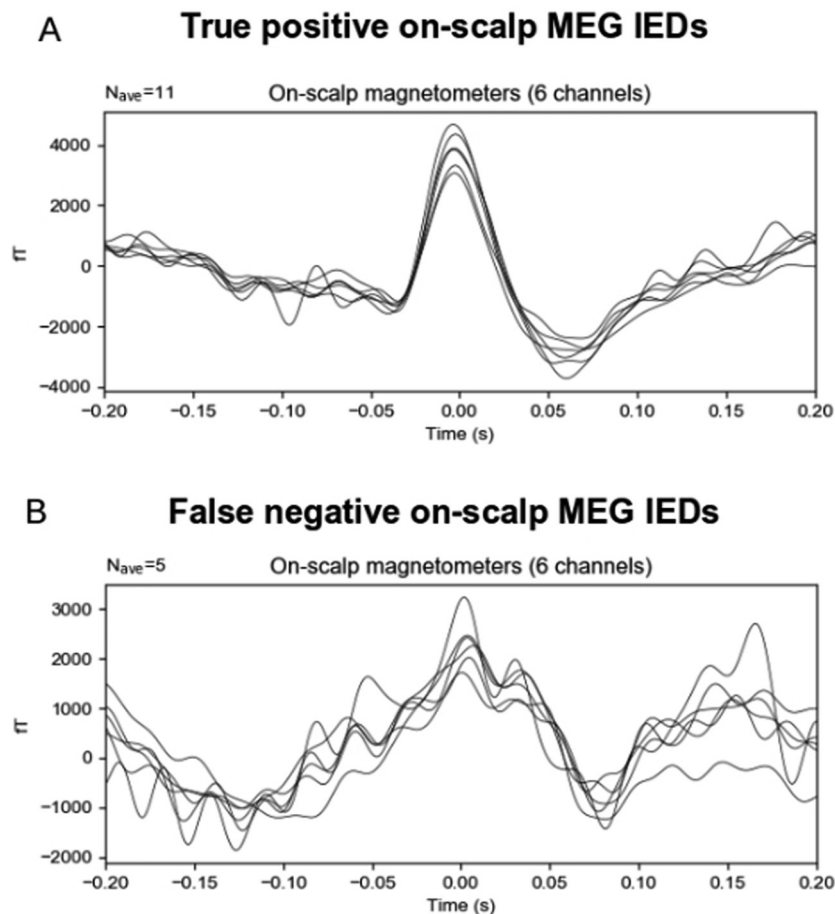 A
True positive on-scalp MEG IEDs
Nave=11
On-scalp magnetometers (6 channels)
4000
2000
0
−2000
−4000
fT
−0.20 −0.15 −0.10 −0.05 0.00 0.05 0.10 0.15 0.20
Time (s)
B
False negative on-scalp MEG IEDs
Nave=5
On-scalp magnetometers (6 channels)
3000
2000
1000
0
−1000
−2000
fT
−0.20 −0.15 −0.10 −0.05 0.00 0.05 0.10 0.15 0.20
Time (s)